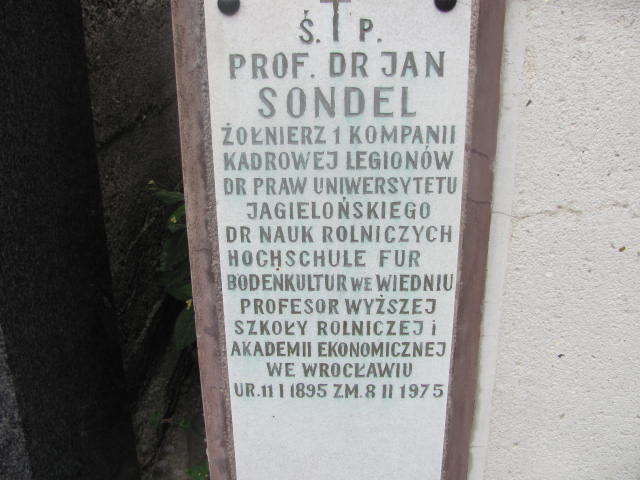 Ś. P.
PROF. DR JAN
SONDEL
ŻOŁNIERZ 1 KOMPANII
KADROWEJ LEGIONÓW
DR PRAW UNIWERSYTETU
JAGIELOŃSKIEGO
DR NAUK ROLNICZYCH
HOCHSCHULE FUR
BODENKULTUR WE WIEDNIU
PROFESOR WYŻSZEJ
SZKOŁY ROLNICZEJ i
AKADEMII EKONOMICZNEJ
WE WROCŁAWIU
UR. 11 I 1895 ZM. 8 II 1975